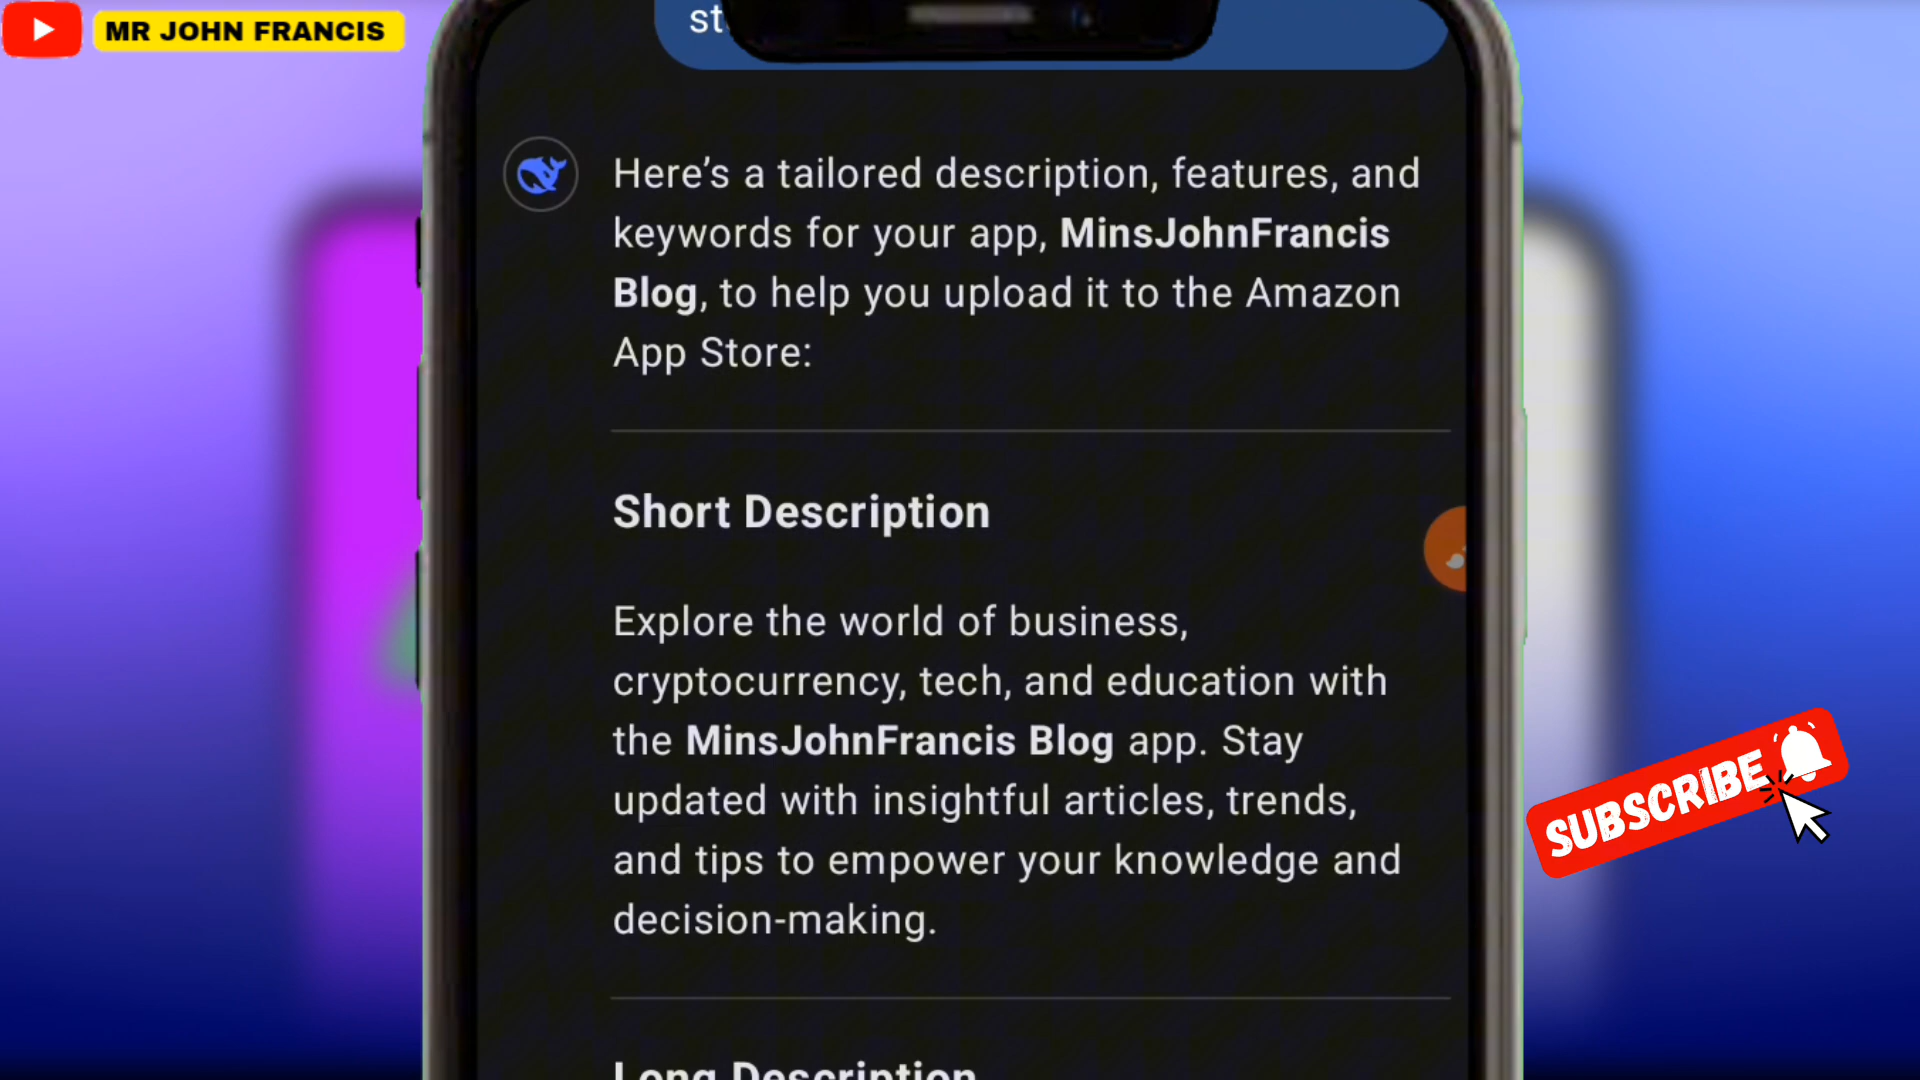 MR JOHN FRANCIS
st
Here’s a tailored description, features, and
keywords for your app, MinsJohnFrancis
Blog, to help you upload it to the Amazon
App Store:
Short Description
Explore the world of business,
cryptocurrency, tech, and education with
the MinsJohnFrancis Blog app. Stay
updated with insightful articles, trends,
and tips to empower your knowledge and
decision-making.
SUBSCRIBE
Long Description